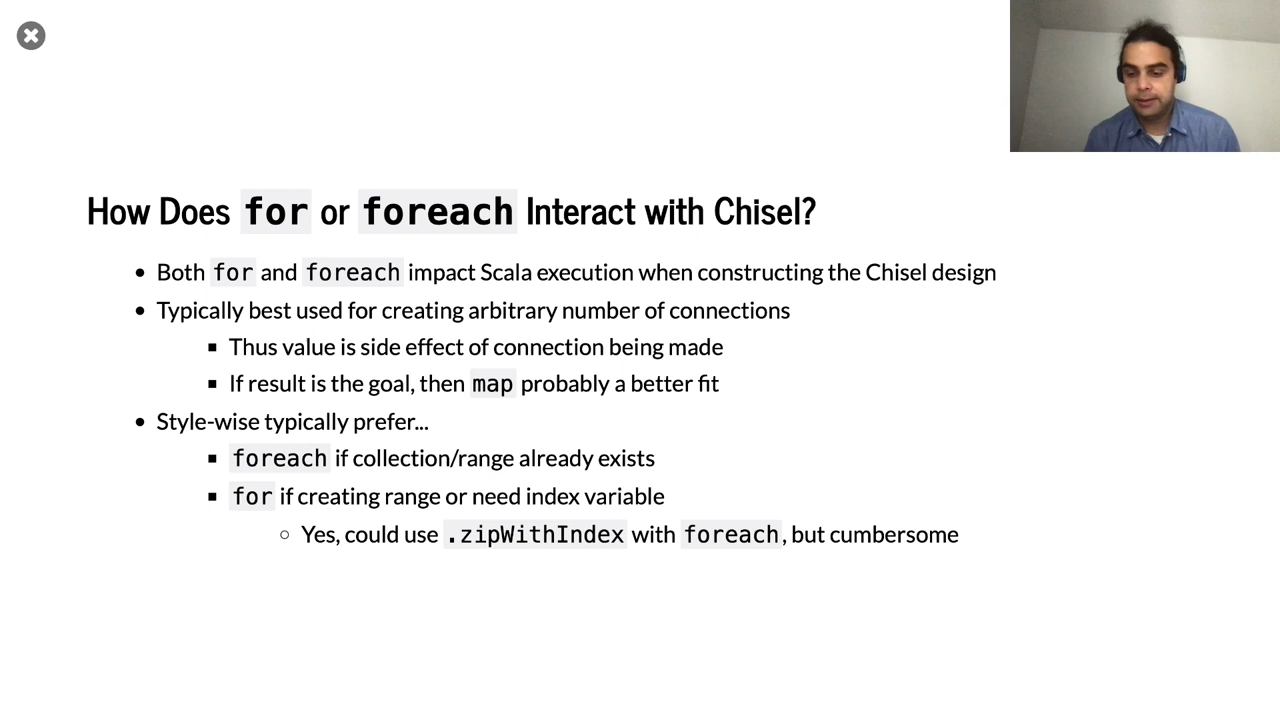 How Does for or foreach Interact with Chisel?
• Both for and foreach impact Scala execution when constructing the Chisel design
• Typically best used for creating arbitrary number of connections
▪ Thus value is side effect of connection being made
▪ If result is the goal, then map probably a better fit
• Style-wise typically prefer...
▪ foreach if collection/range already exists
▪ for if creating range or need index variable
○ Yes, could use .zipWithIndex with foreach, but cumbersome